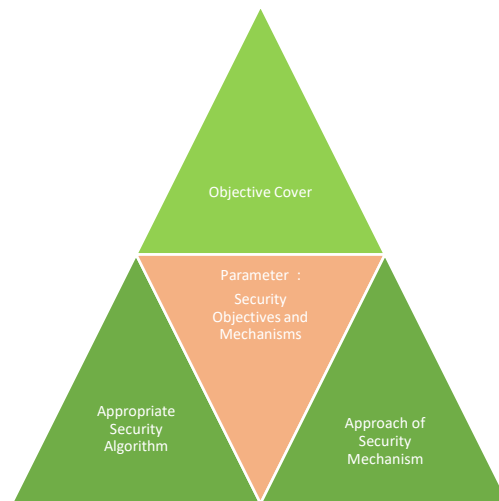 Objective Cover
Parameter :
Security
Objectives and
Mechanisms
Appropriate
Security
Algorithm
Approach of
Security
Mechanism